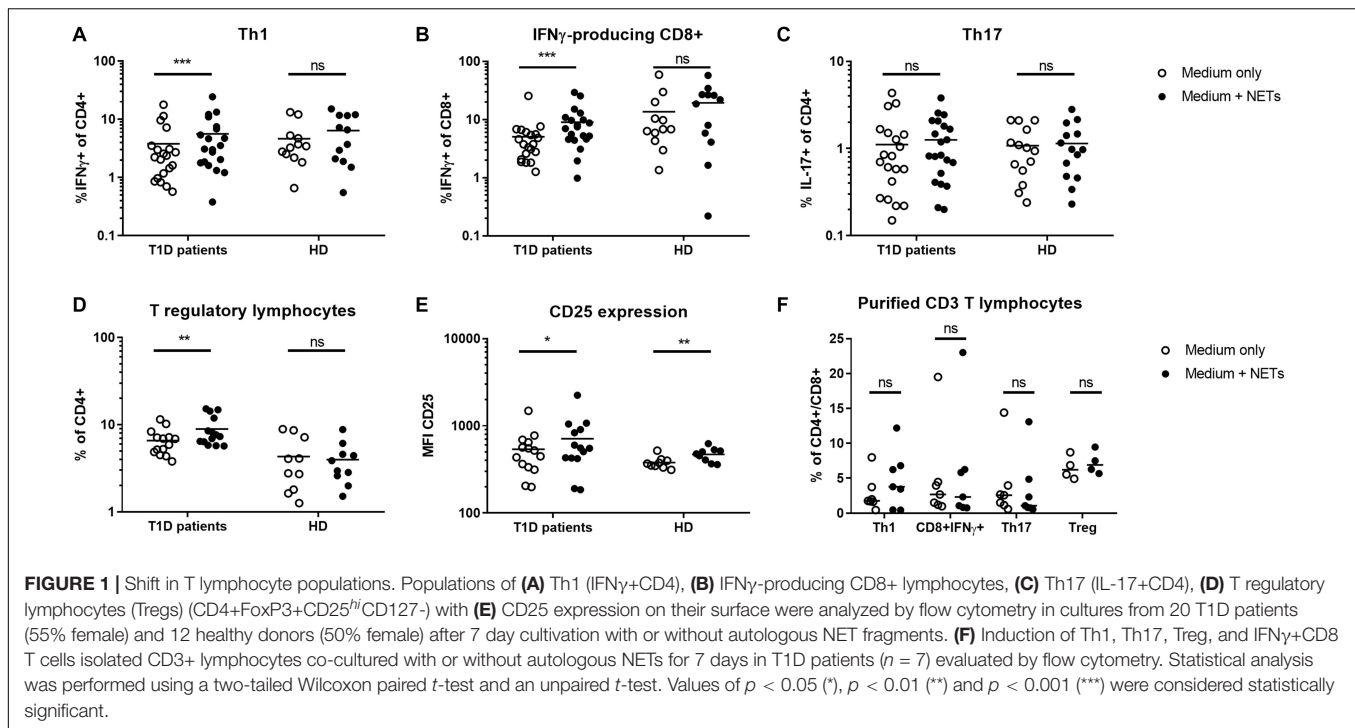 A
Th1
%IFNγ+ of CD4+
100
10
1
0.1
***
ns
T1D patients
HD
B
IFNγ-producing CD8+
%IFNγ+ of CD8+
100
10
1
0.1
***
ns
T1D patients
HD
C
Th17
% IL-17+ of CD4+
10
1
0.1
ns
ns
T1D patients
HD
Medium only
Medium + NETs
D
T regulatory lymphocytes
% of CD4+
100
10
1
**
ns
T1D patients
HD
E
CD25 expression
MFI CD25
10000
1000
100
*
**
T1D patients
HD
F
Purified CD3 T lymphocytes
% of CD4+/CD8+
25
20
15
10
5
0
ns
ns
ns
ns
Th1
CD8+IFNγ+
Th17
Treg
Medium only
Medium + NETs
FIGURE 1 | Shift in T lymphocyte populations. Populations of (A) Th1 (IFNγ+CD4), (B) IFNγ-producing CD8+ lymphocytes, (C) Th17 (IL-17+CD4), (D) T regulatory
lymphocytes (Tregs) (CD4+FoxP3+CD25hiCD127-) with (E) CD25 expression on their surface were analyzed by flow cytometry in cultures from 20 T1D patients
(55% female) and 12 healthy donors (50% female) after 7 day cultivation with or without autologous NET fragments. (F) Induction of Th1, Th17, Treg, and IFNγ+CD8
T cells isolated CD3+ lymphocytes co-cultured with or without autologous NETs for 7 days in T1D patients (n = 7) evaluated by flow cytometry. Statistical analysis
was performed using a two-tailed Wilcoxon paired t-test and an unpaired t-test. Values of p < 0.05 (*), p < 0.01 (**) and p < 0.001 (***) were considered statistically
significant.